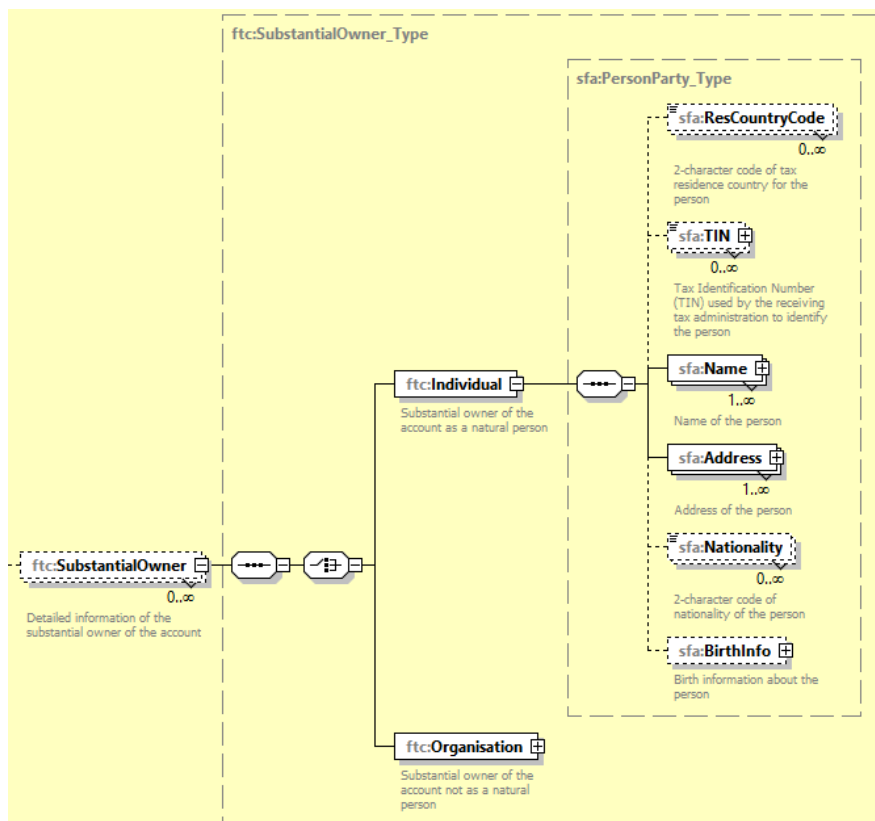 ftc:SubstantialOwner_Type
sfa:PersonParty_Type
sfa:ResCountryCode
0..∞
2-character code of tax
residence country for the
person
sfa:TIN
0..∞
Tax Identification Number
(TIN) used by the receiving
tax administration to identify
the person
sfa:Name
1..∞
Name of the person
ftc:Individual
Substantial owner of the
account as a natural person
sfa:Address
1..∞
Address of the person
sfa:Nationality
0..∞
2-character code of
nationality of the person
ftc:SubstantialOwner
0..∞
Detailed information of the
substantial owner of the account
sfa:BirthInfo
Birth information about the
person
ftc:Organisation
Substantial owner of the
account not as a natural
person